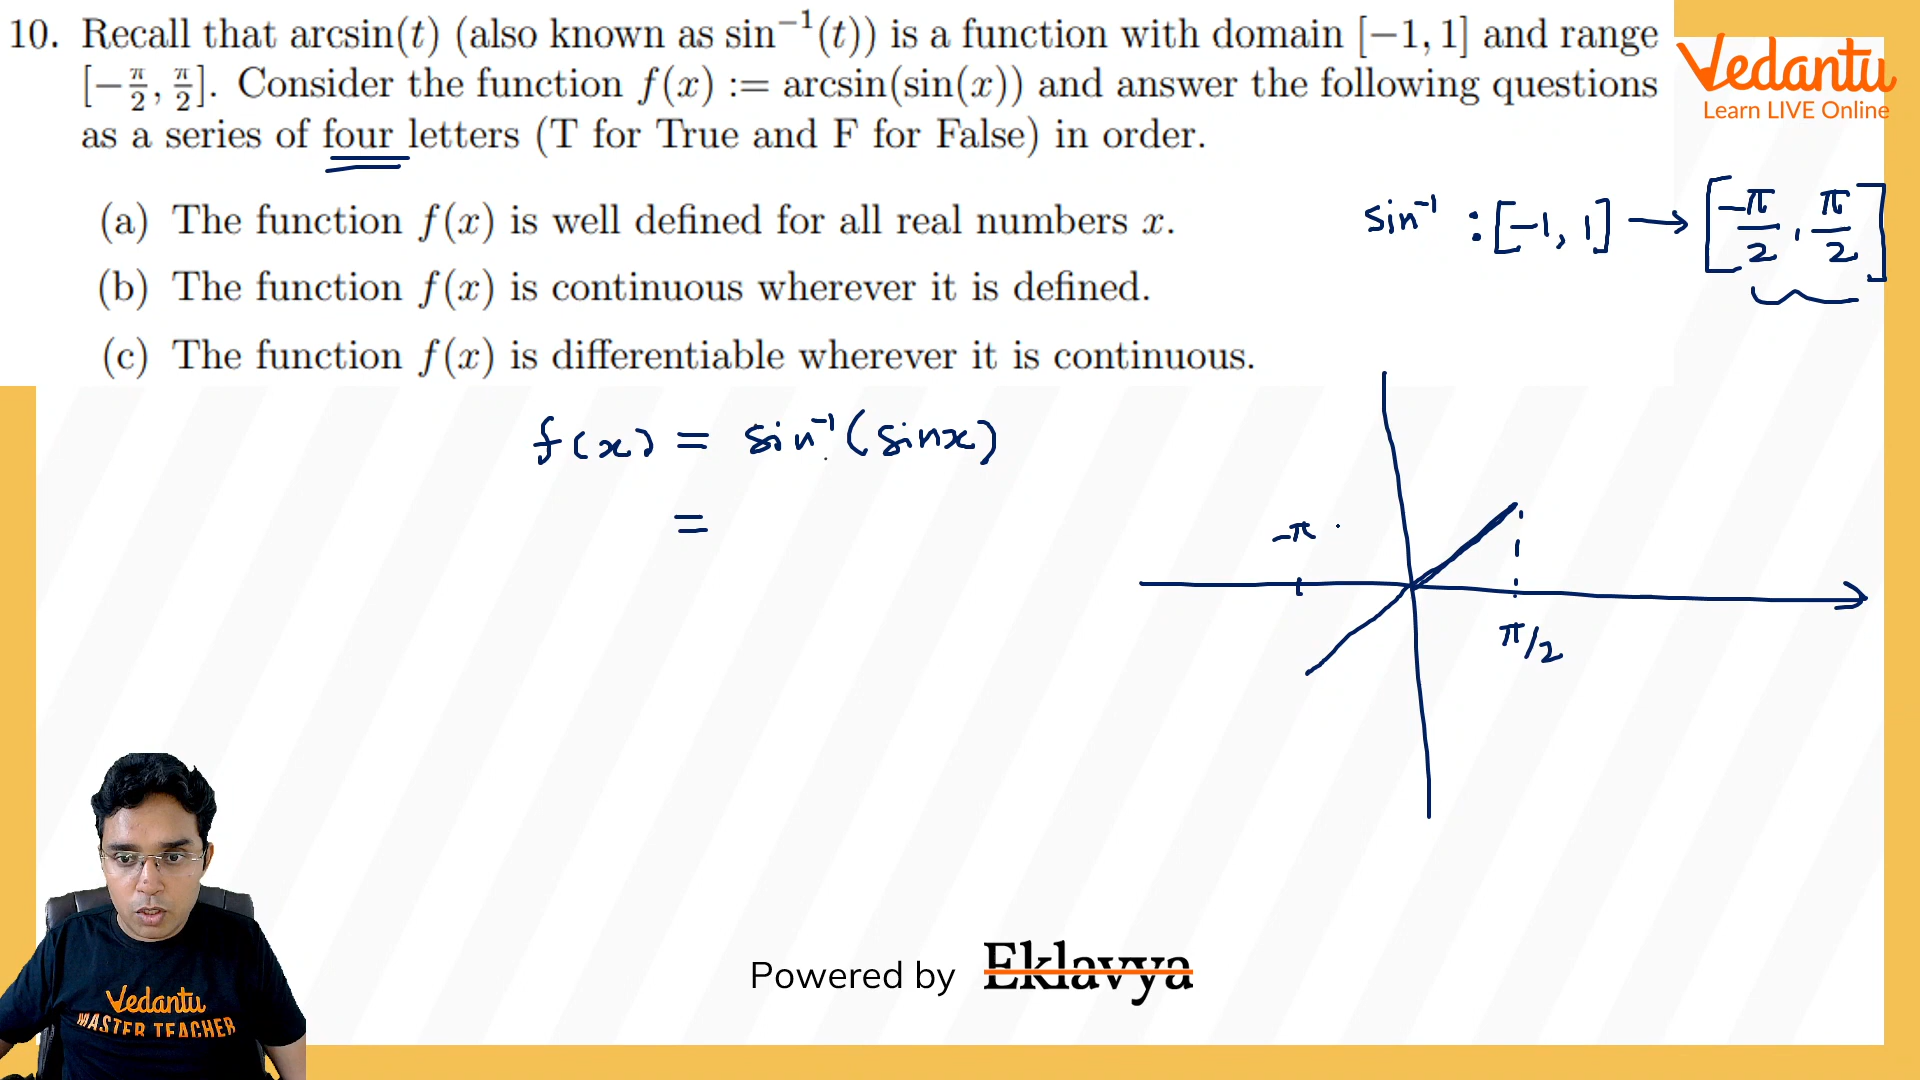 10. Recall that arcsin(t) (also known as sin⁻¹(t)) is a function with domain [−1, 1] and range
[−π/2, π/2]. Consider the function f(x) := arcsin(sin(x)) and answer the following questions
as a series of four letters (T for True and F for False) in order.
(a) The function f(x) is well defined for all real numbers x.
(b) The function f(x) is continuous wherever it is defined.
(c) The function f(x) is differentiable wherever it is continuous.
Vedantu
Learn LIVE Online
sin⁻¹ : [−1, 1] → [−π/2, π/2]
f(x) = sin⁻¹(sinx)
=
−π
π/2
Vedantu
MASTER TEACHER
Powered by Eklavya